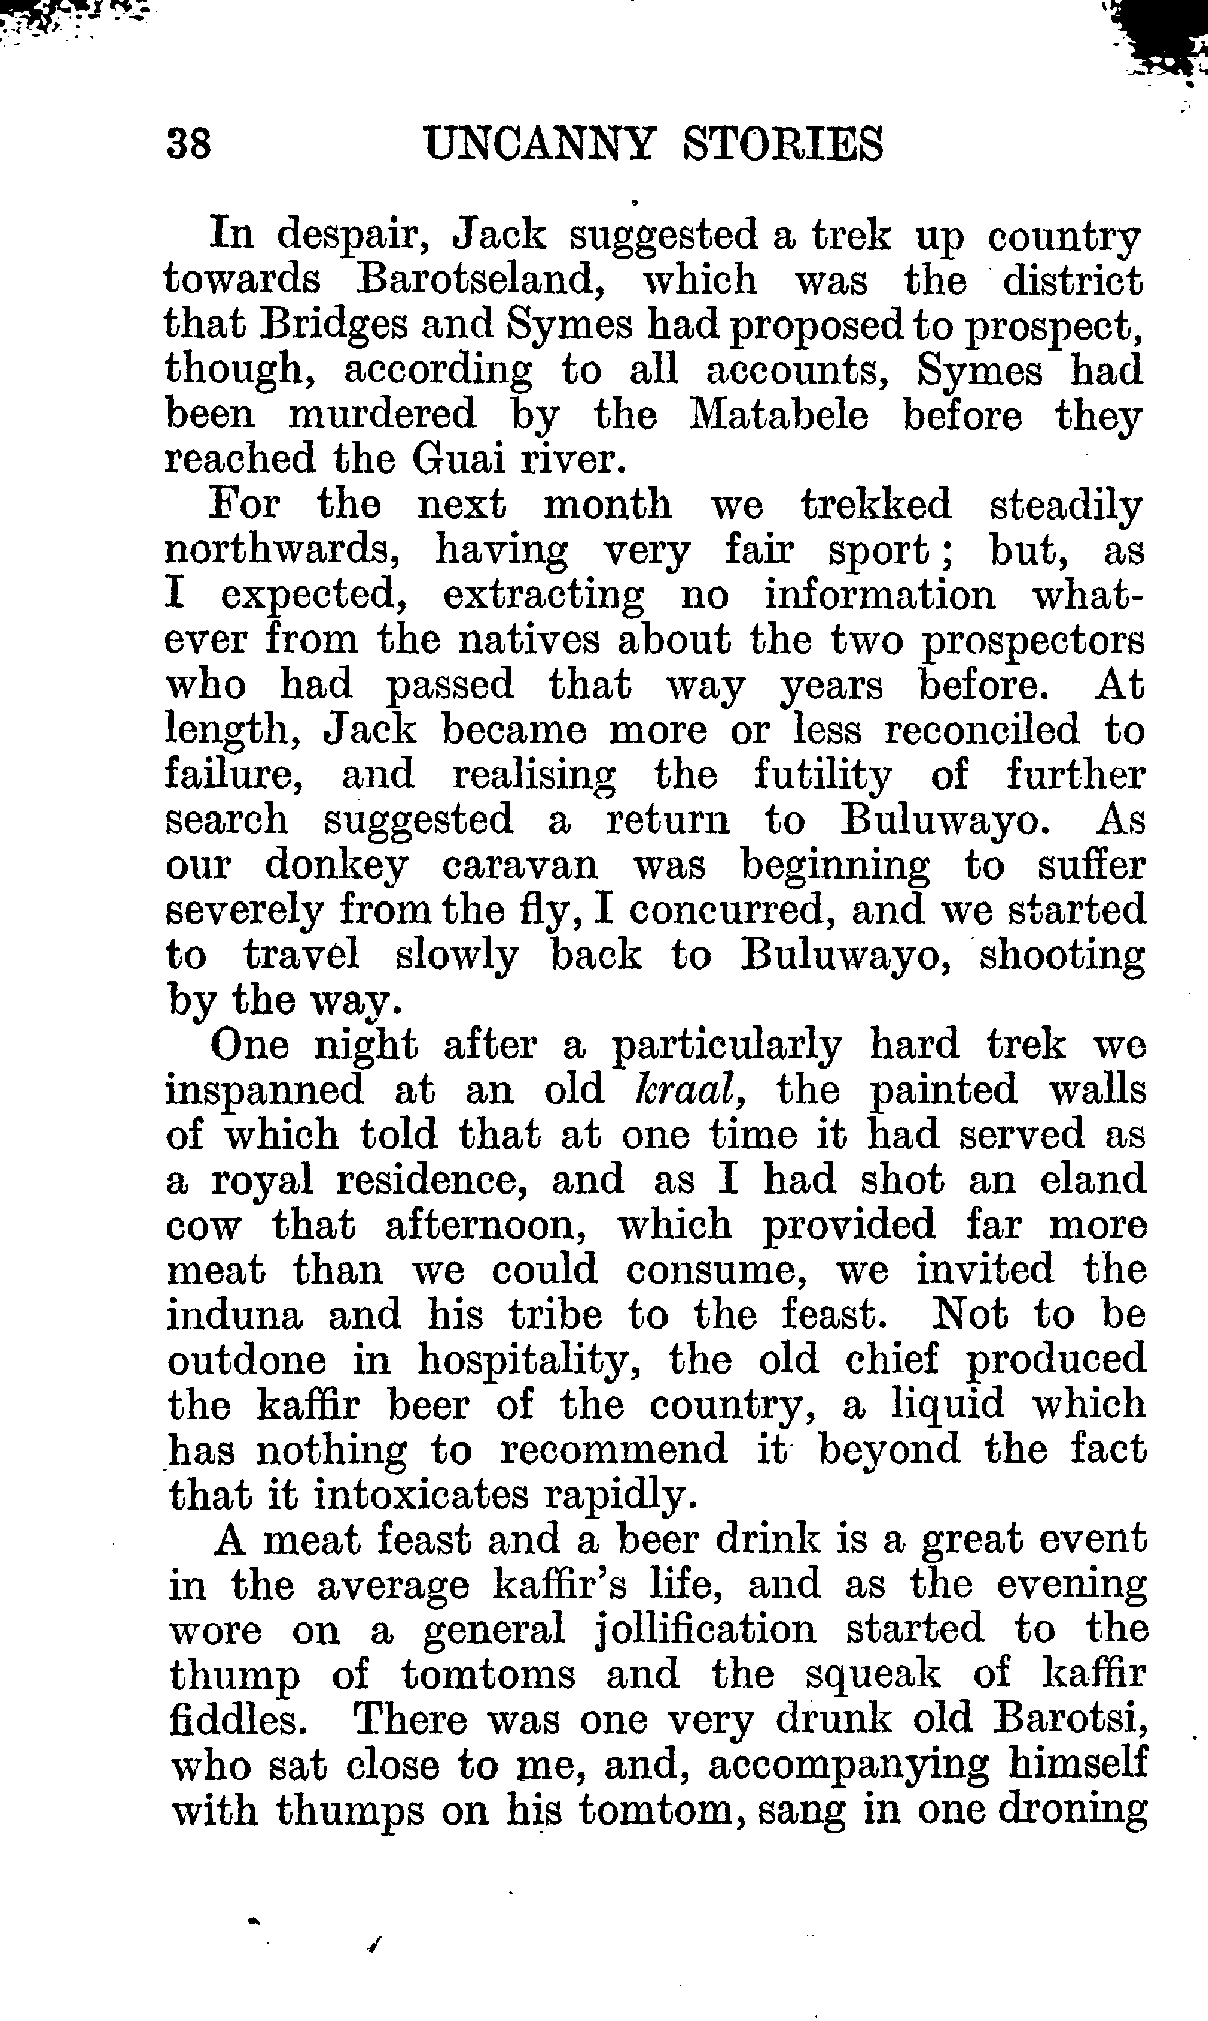 38 UNCANNY STORIES
In despair, Jack suggested a trek up country
towards Barotseland, which was the district
that Bridges and Symes had proposed to prospect,
though, according to all accounts, Symes had
been murdered by the Matabele before they
reached the Guai river.
For the next month we trekked steadily
northwards, having very fair sport ; but, as
I expected, extracting no information what-
ever from the natives about the two prospectors
who had passed that way years before. At
length, Jack became more or less reconciled to
failure, and realising the futility of further
search suggested a return to Buluwayo. As
our donkey caravan was beginning to suffer
severely from the fly, I concurred, and we started
to travel slowly back to Buluwayo, shooting
by the way.
One night after a particularly hard trek we
inspanned at an old kraal, the painted walls
of which told that at one time it had served as
a royal residence, and as I had shot an eland
cow that afternoon, which provided far more
meat than we could consume, we invited the
induna and his tribe to the feast. Not to be
outdone in hospitality, the old chief produced
the kaffir beer of the country, a liquid which
has nothing to recommend it beyond the fact
that it intoxicates rapidly.
A meat feast and a beer drink is a great event
in the average kaffir's life, and as the evening
wore on a general jollification started to the
thump of tomtoms and the squeak of kaffir
fiddles. There was one very drunk old Barotsi,
who sat close to me, and, accompanying himself
with thumps on his tomtom, sang in one droning